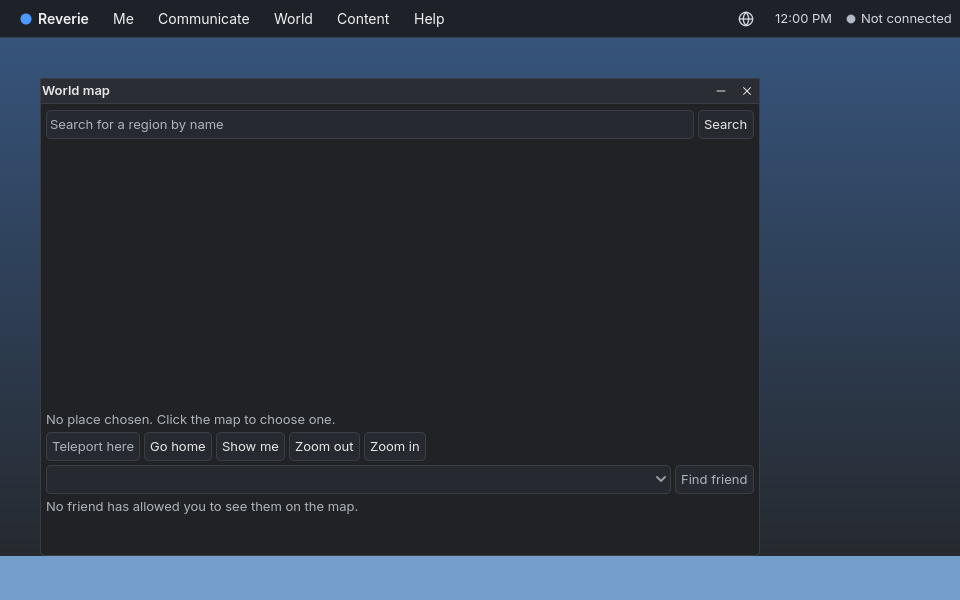 Reverie Me Communicate World Content Help 12:00 PM Not connected
World map
Search for a region by name Search
No place chosen. Click the map to choose one.
Teleport here Go home Show me Zoom out Zoom in
Find friend
No friend has allowed you to see them on the map.